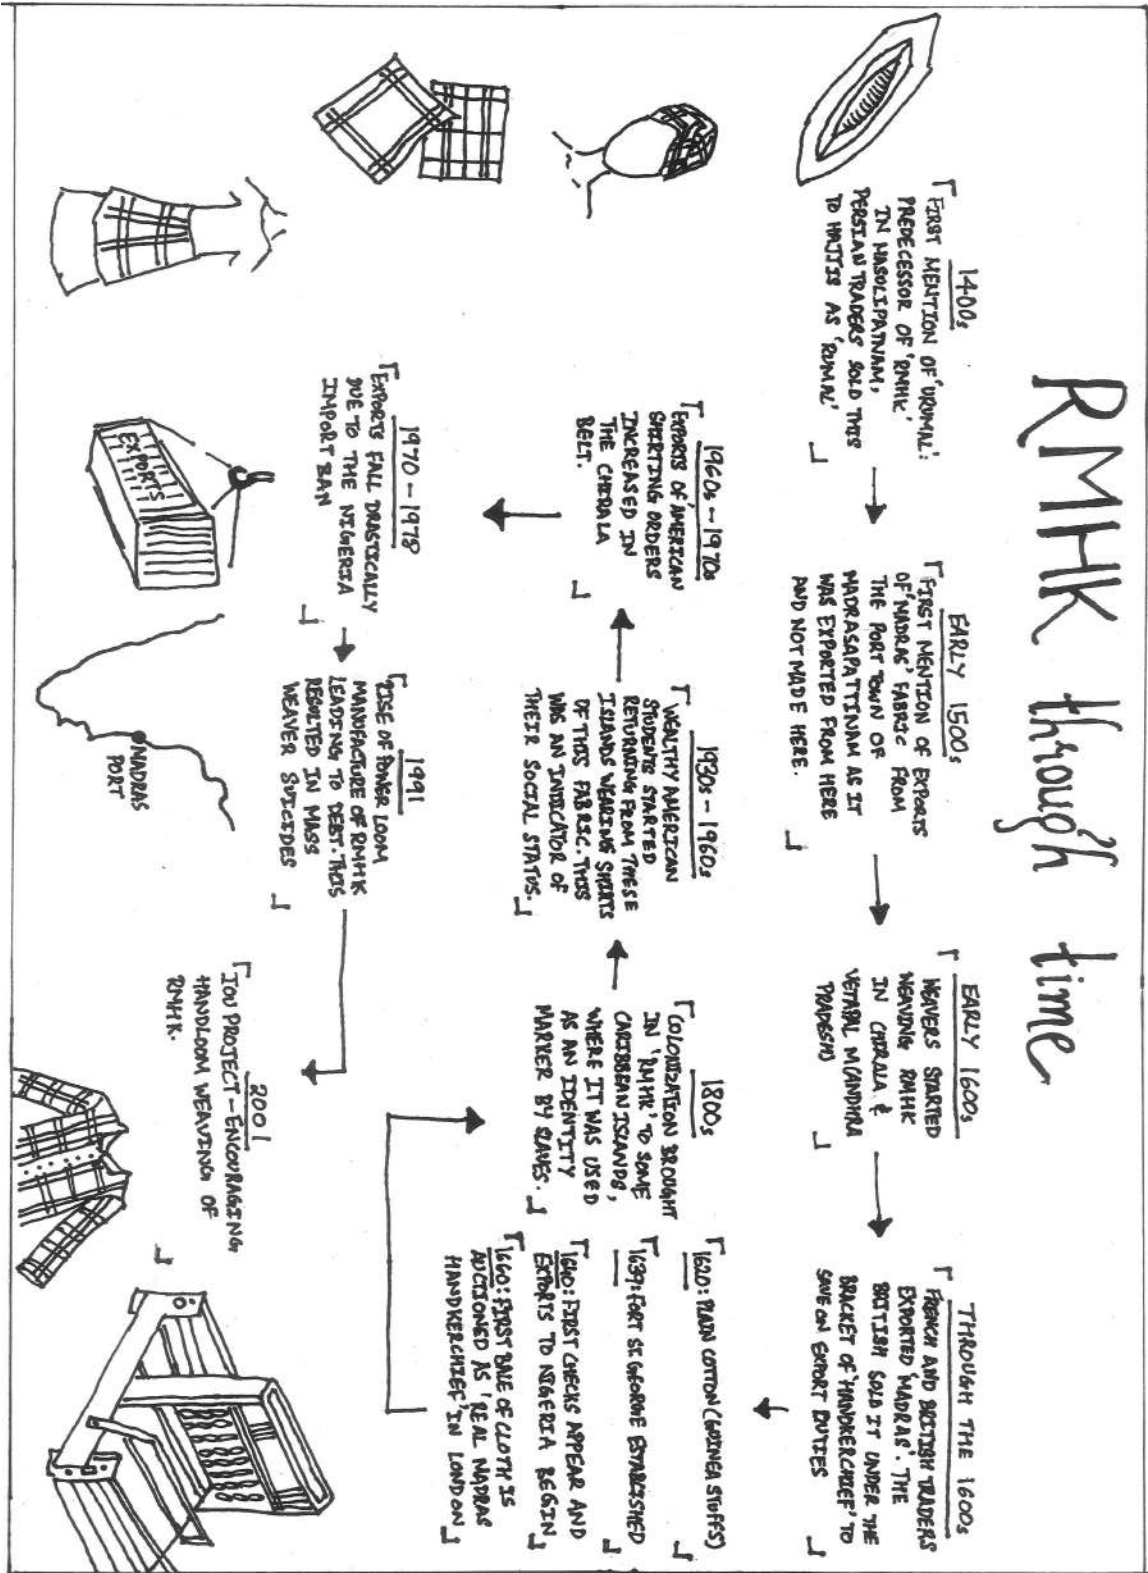 RMHK through time
1400s
FIRST MENTION OF 'URUMAL':
PREDECESSOR OF 'RMHK'
IN MASOLIPATNAM,
PERSIAN TRADERS SOLD THIS
TO HAJJIS AS 'RUMAL'
EARLY 1500s
FIRST MENTION OF EXPORTS
OF 'MADRAS' FABRIC FROM
THE PORT TOWN OF
MADRASAPATTINAM AS IT
WAS EXPORTED FROM HERE
AND NOT MADE HERE.
EARLY 1600s
WEAVERS STARTED
WEAVING RMHK
IN CHIRALA &
VETAPAL M(ANDHRA
PRADESH)
THROUGH THE 1600s
FRENCH AND BRITISH TRADERS
EXPORTED 'MADRAS'. THE
BRITISH SOLD IT UNDER THE
BRACKET OF 'HANDKERCHIEF' TO
SAVE ON EXPORT DUTIES
1620: PLAIN COTTON (GUINEA STUFFS)
1639: FORT ST. GEORGE ESTABLISHED
1640: FIRST CHECKS APPEAR AND
EXPORTS TO NIGERIA BEGIN
1660: FIRST BALE OF CLOTH IS
AUCTIONED AS 'REAL MADRAS
HANDKERCHIEF' IN LONDON
1800s
COLONIZATION BROUGHT
IN 'RMHK' TO SOME
CARIBBEAN ISLANDS,
WHERE IT WAS USED
AS AN IDENTITY
MARKER BY SLAVES.
1930s - 1960s
WEALTHY AMERICAN
STUDENTS STARTED
RETURNING FROM THESE
ISLANDS WEARING SHIRTS
OF THIS FABRIC. THIS
WAS AN INDICATOR OF
THEIR SOCIAL STATUS.
1960s - 1970s
EXPORTS OF AMERICAN
SHIRTING ORDERS
INCREASED IN
THE CHIRALA
BELT.
1970 - 1978
EXPORTS FALL DRASTICALLY
DUE TO THE NIGERIA
IMPORT BAN
1991
RISE OF POWER LOOM
MANUFACTURE OF RMHK
LEADING TO DEBT. THIS
RESULTED IN MASS
WEAVER SUICIDES
2001
IOU PROJECT - ENCOURAGING
HANDLOOM WEAVING OF
RMHK.
EXPORTS
MADRAS
PORT